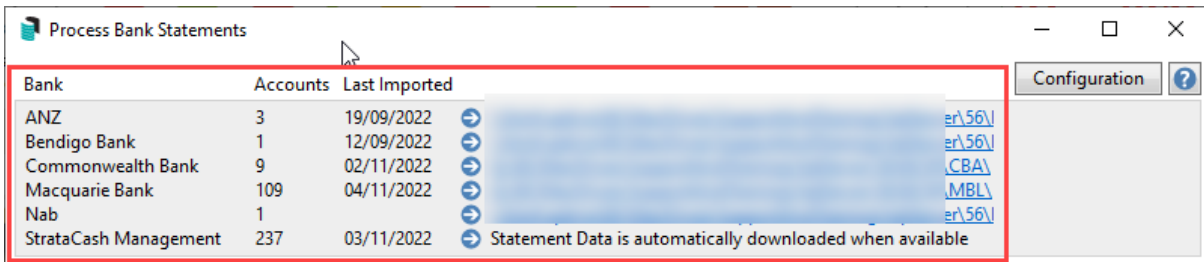 Process Bank Statements
Configuration
Bank Accounts Last Imported
ANZ 3 19/09/2022 er\56\
Bendigo Bank 1 12/09/2022 er\56\
Commonwealth Bank 9 02/11/2022 \CBA\
Macquarie Bank 109 04/11/2022 \MBL\
Nab 1 er\56\
StrataCash Management 237 03/11/2022 Statement Data is automatically downloaded when available